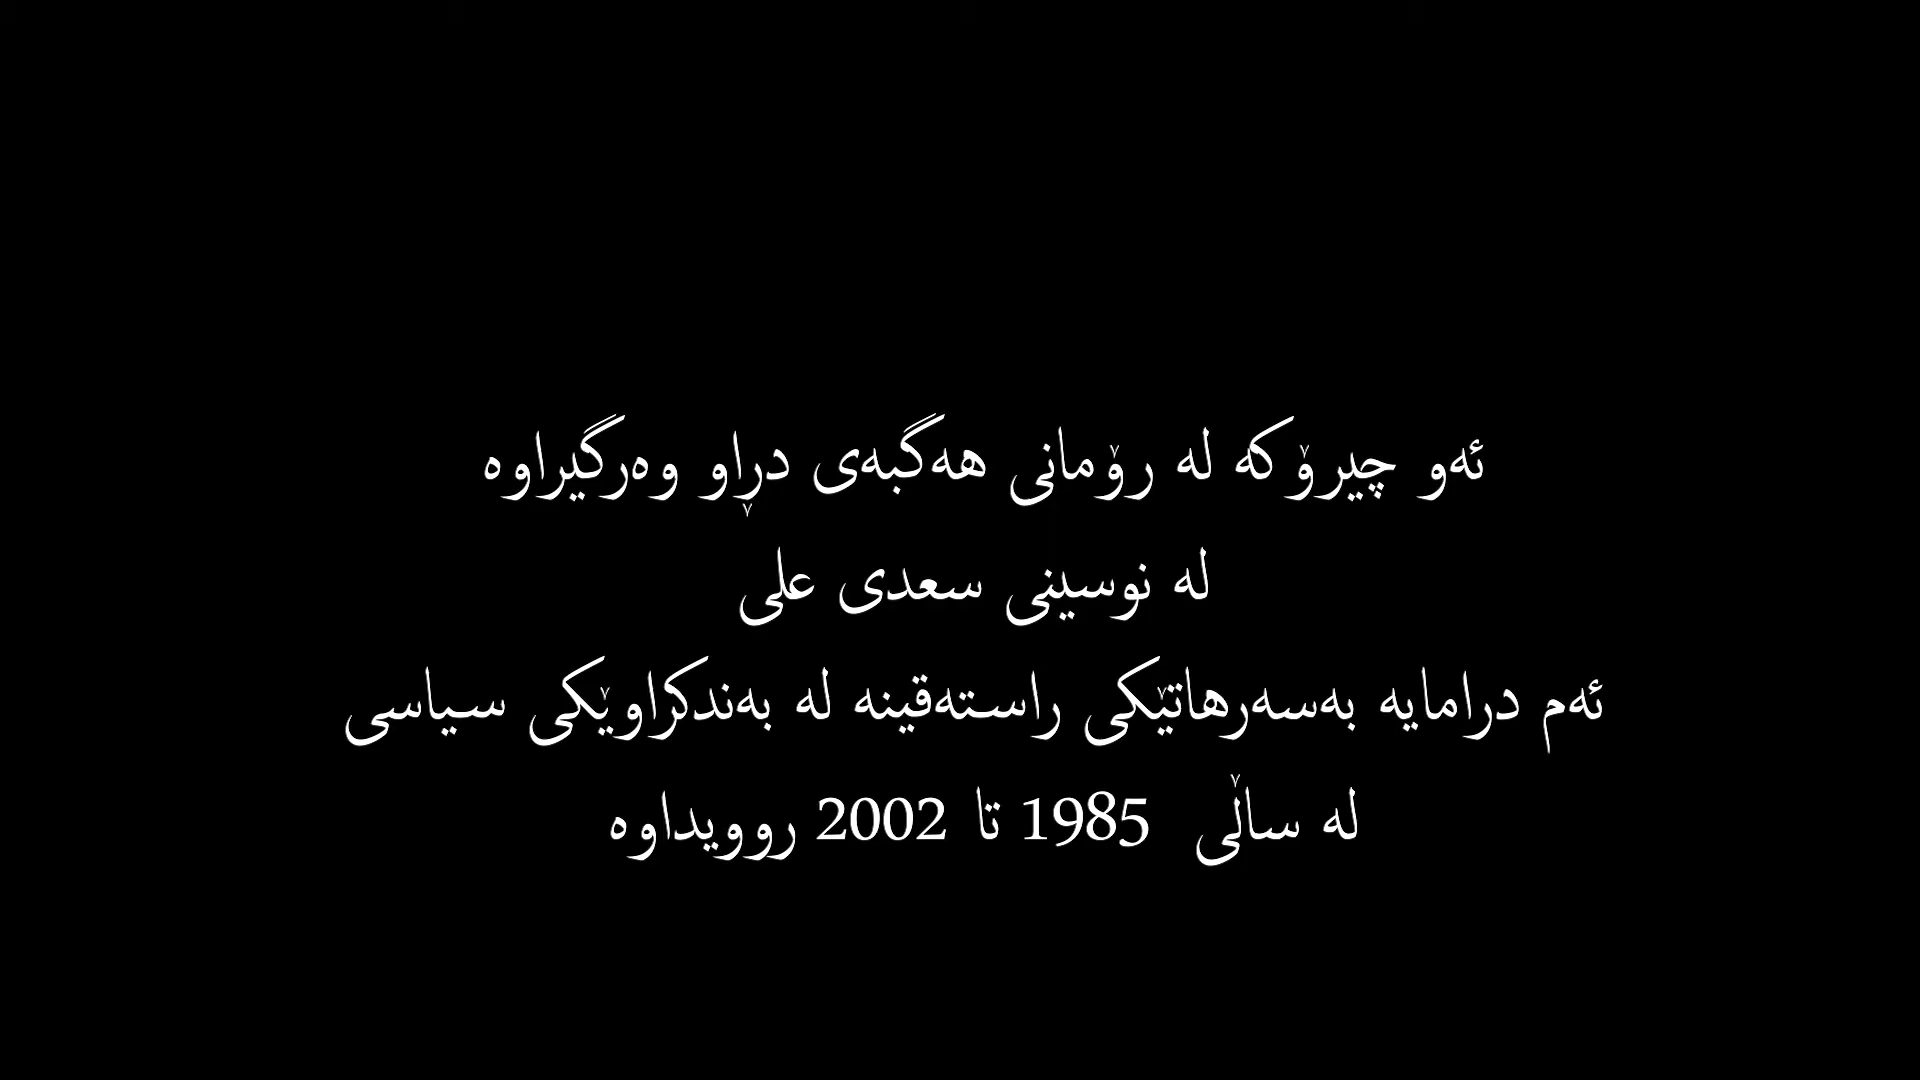 ئەو چیرۆکە لە رۆمانی هەگبەی دڕاو وەرگیراوە
لە نوسینی سعدی علی
ئەم درامایە بەسەرهاتێکی راستەقینە لە بەندکراوێکی سیاسی
لە ساڵی 1985 تا 2002 روویداوە